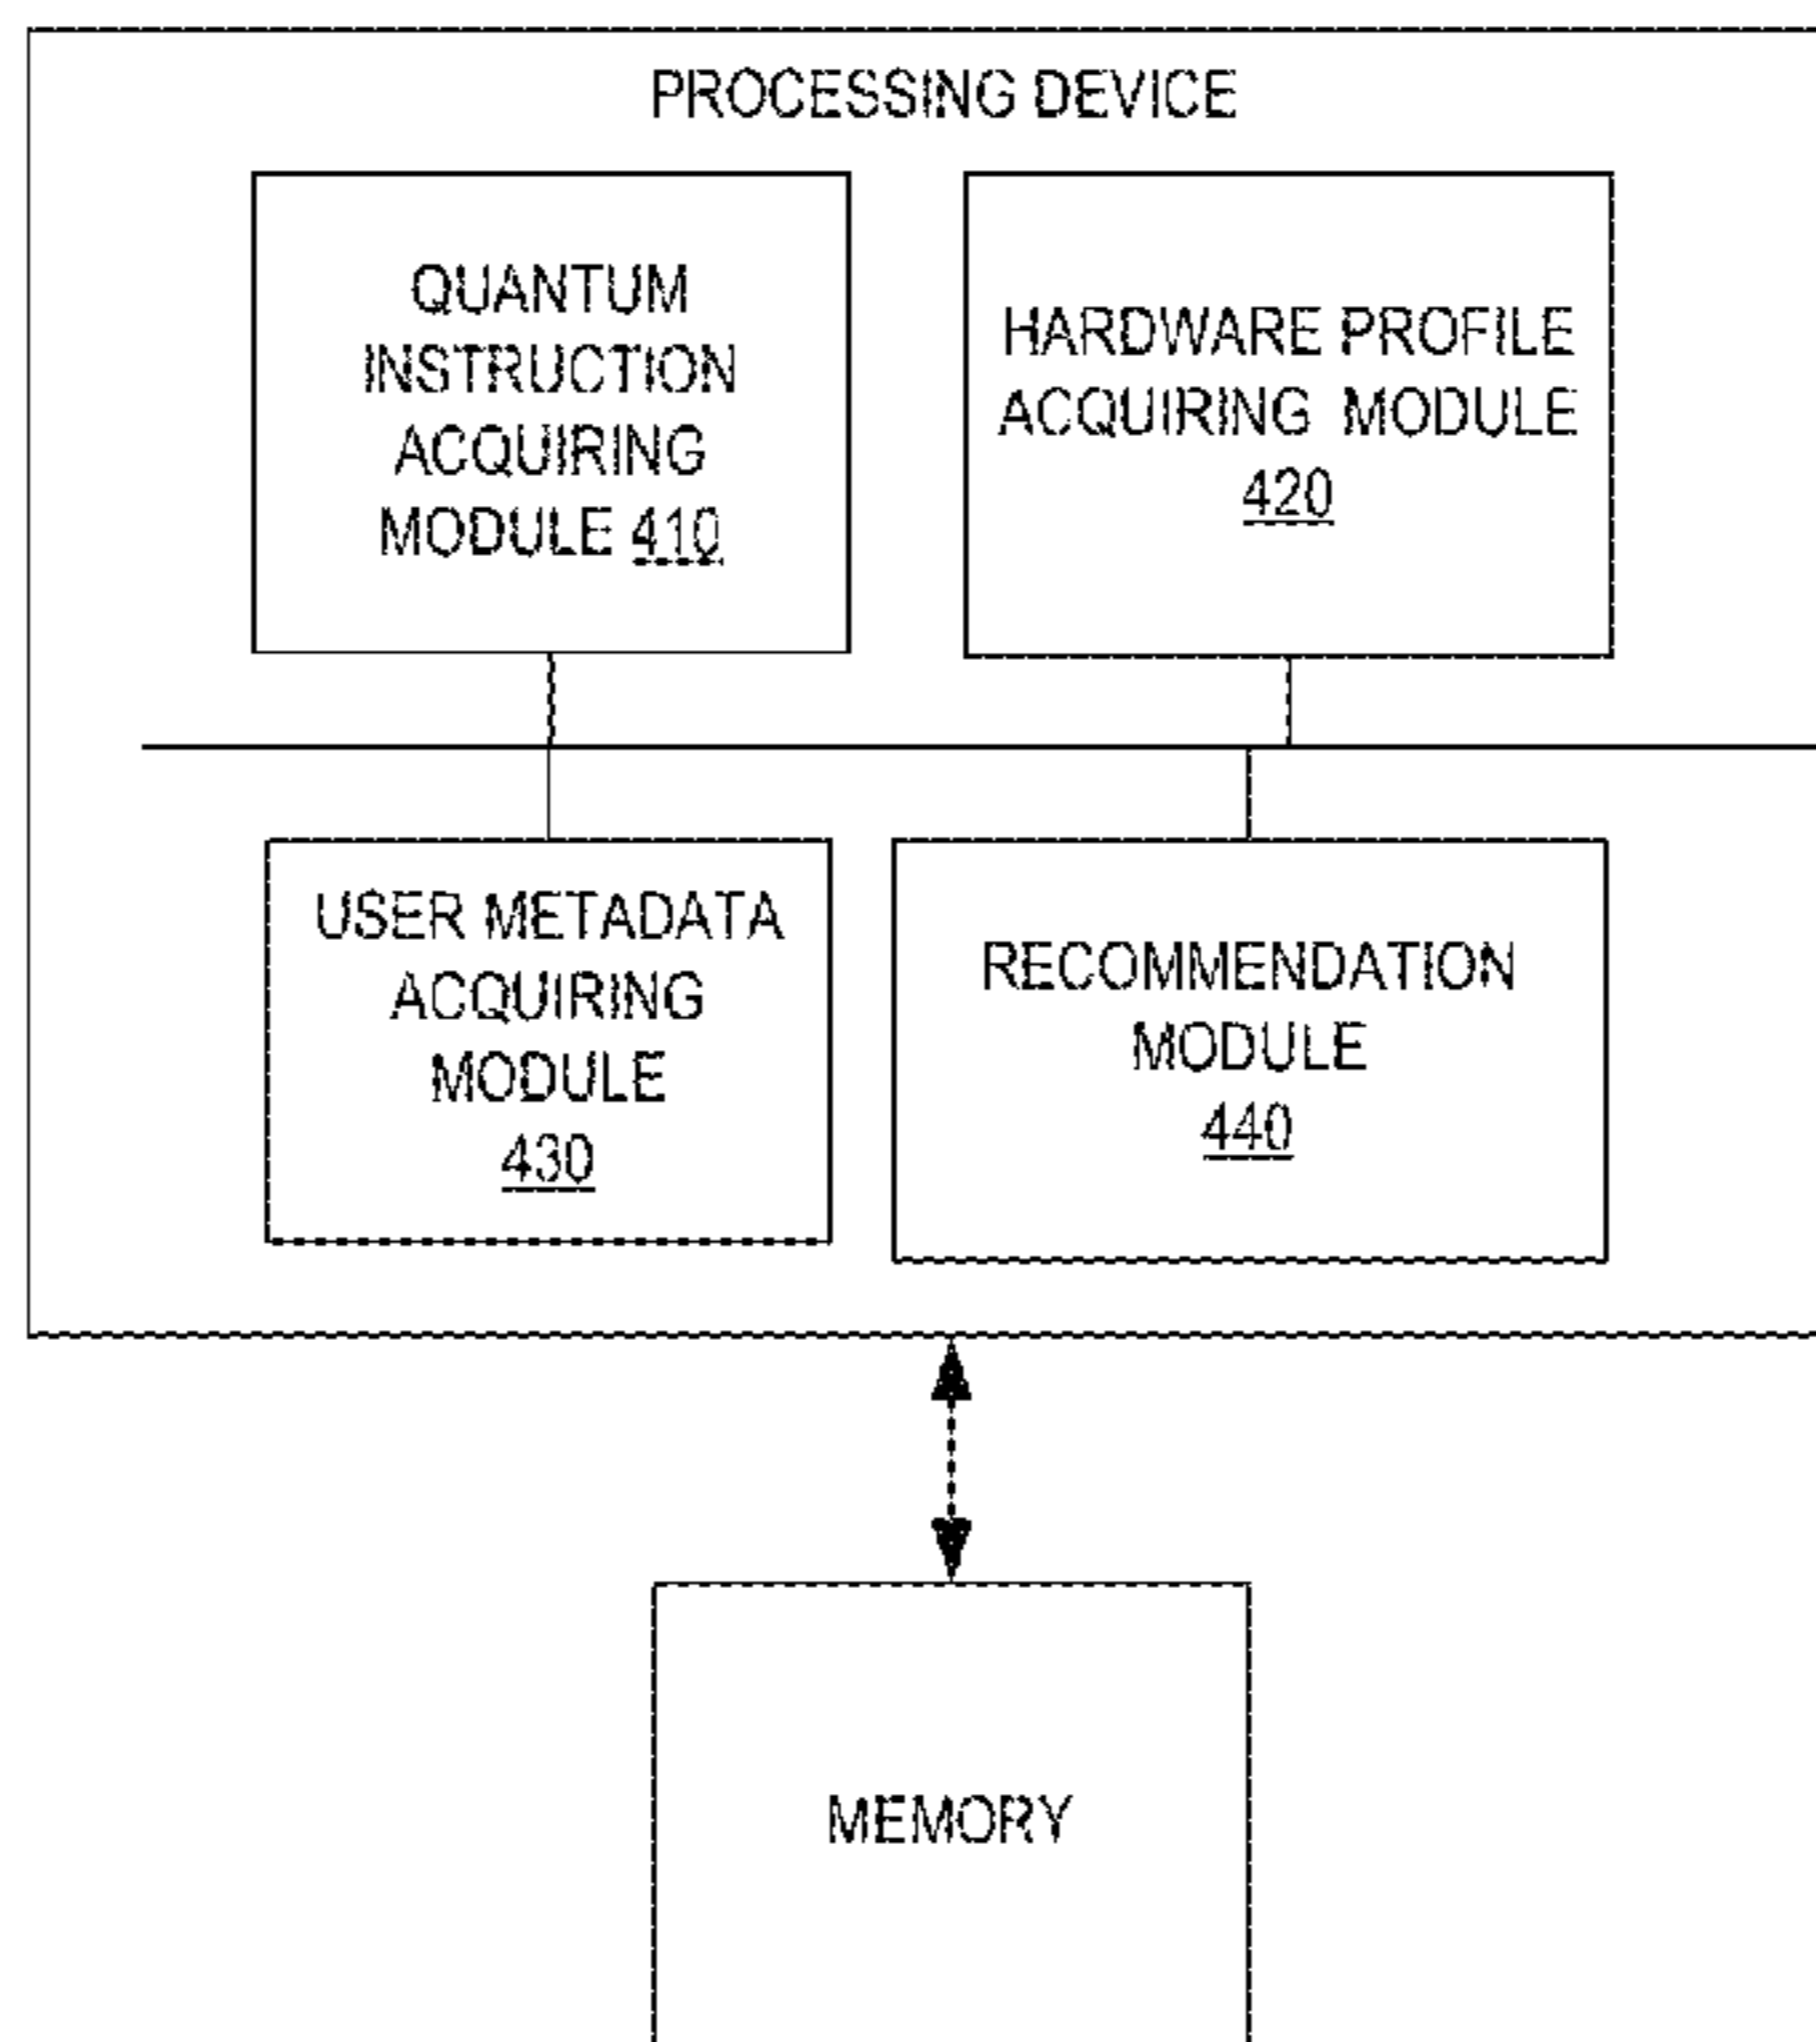 PROCESSING DEVICE
QUANTUM
INSTRUCTION
ACQUIRING
MODULE 410
HARDWARE PROFILE
ACQUIRING MODULE
420
USER METADATA
ACQUIRING
MODULE
430
RECOMMENDATION
MODULE
440
MEMORY